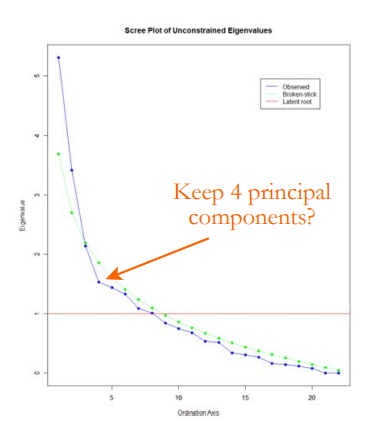 Scree Plot of Unconstrained Eigenvalues
Observed
Broken-stick
Latent root
Keep 4 principal
components?
Eigenvalue
5
4
3
2
1
0
5
10
15
20
Ordination Axis